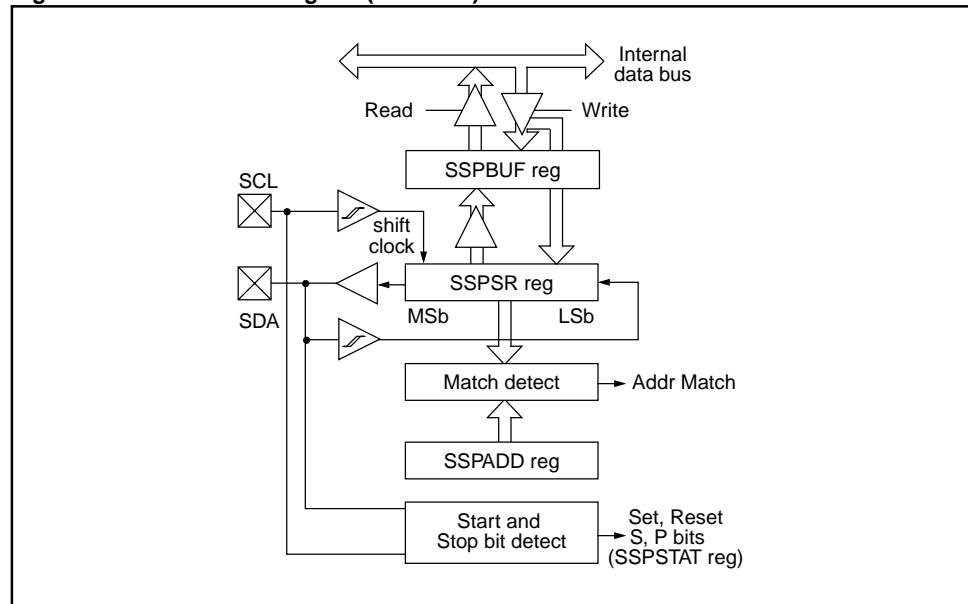 Internal
data bus
Read
Write
SSPBUF reg
SCL
shift
clock
SSPSR reg
MSb
LSb
SDA
Match detect
Addr Match
SSPADD reg
Start and
Stop bit detect
Set, Reset
S, P bits
(SSPSTAT reg)